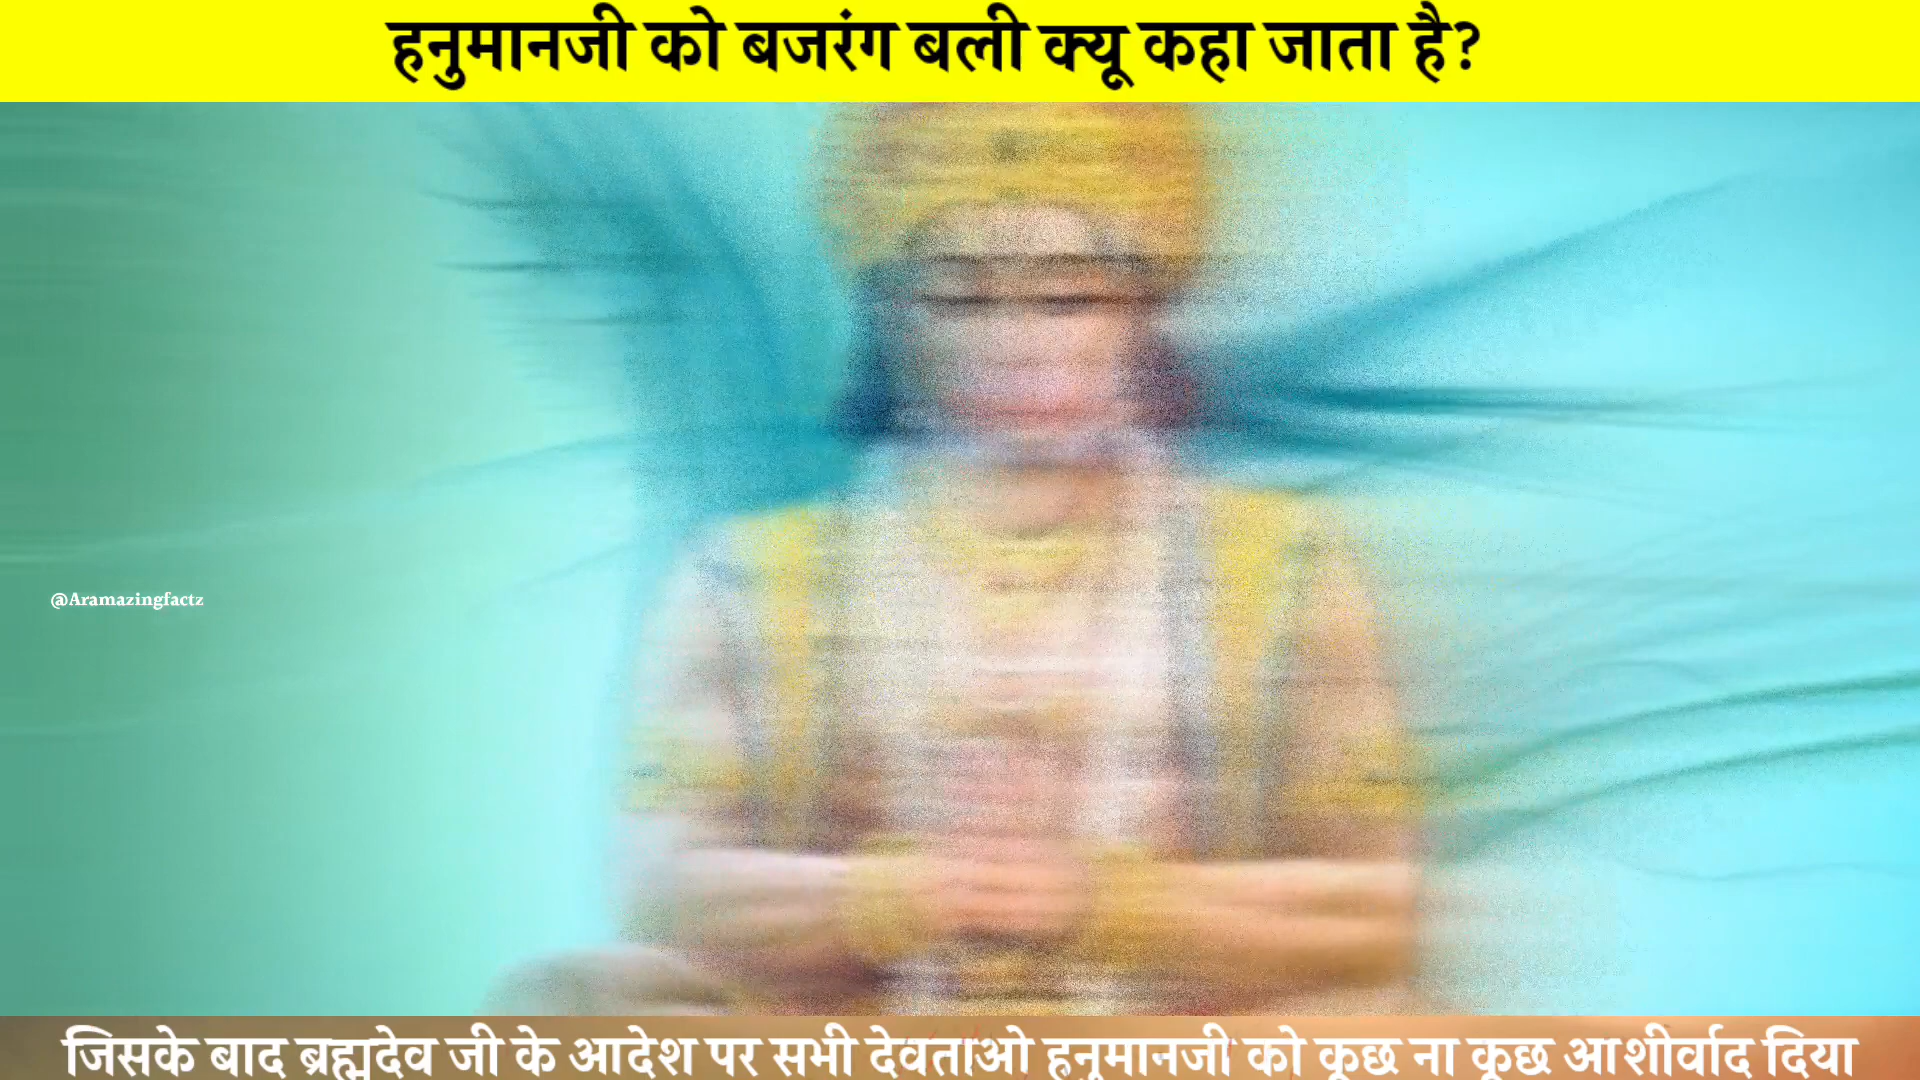 हनुमानजी को बजरंग बली क्यू कहा जाता है?
@Aramazingfactz
जिसके बाद ब्रह्मदेव जी के आदेश पर सभी देवताओ हनुमानजी को कूछ ना कूछ आशीर्वाद दिया